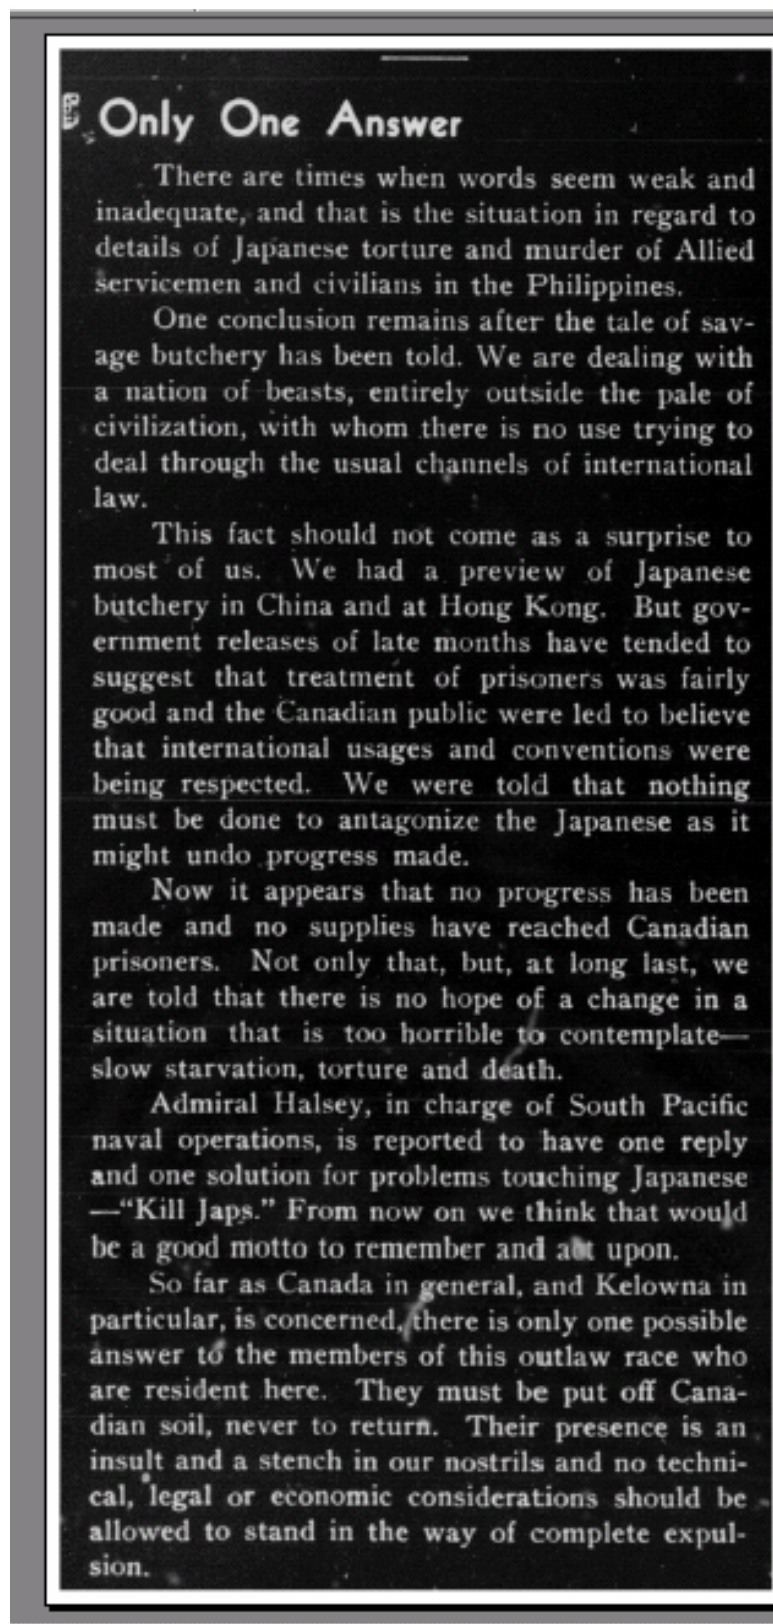 Only One Answer
There are times when words seem weak and
inadequate, and that is the situation in regard to
details of Japanese torture and murder of Allied
servicemen and civilians in the Philippines.
One conclusion remains after the tale of sav-
age butchery has been told. We are dealing with
a nation of beasts, entirely outside the pale of
civilization, with whom there is no use trying to
deal through the usual channels of international
law.
This fact should not come as a surprise to
most of us. We had a preview of Japanese
butchery in China and at Hong Kong. But gov-
ernment releases of late months have tended to
suggest that treatment of prisoners was fairly
good and the Canadian public were led to believe
that international usages and conventions were
being respected. We were told that nothing
must be done to antagonize the Japanese as it
might undo progress made.
Now it appears that no progress has been
made and no supplies have reached Canadian
prisoners. Not only that, but, at long last, we
are told that there is no hope of a change in a
situation that is too horrible to contemplate—
slow starvation, torture and death.
Admiral Halsey, in charge of South Pacific
naval operations, is reported to have one reply
and one solution for problems touching Japanese
—“Kill Japs.” From now on we think that would
be a good motto to remember and act upon.
So far as Canada in general, and Kelowna in
particular, is concerned, there is only one possible
answer to the members of this outlaw race who
are resident here. They must be put off Cana-
dian soil, never to return. Their presence is an
insult and a stench in our nostrils and no techni-
cal, legal or economic considerations should be
allowed to stand in the way of complete expul-
sion.